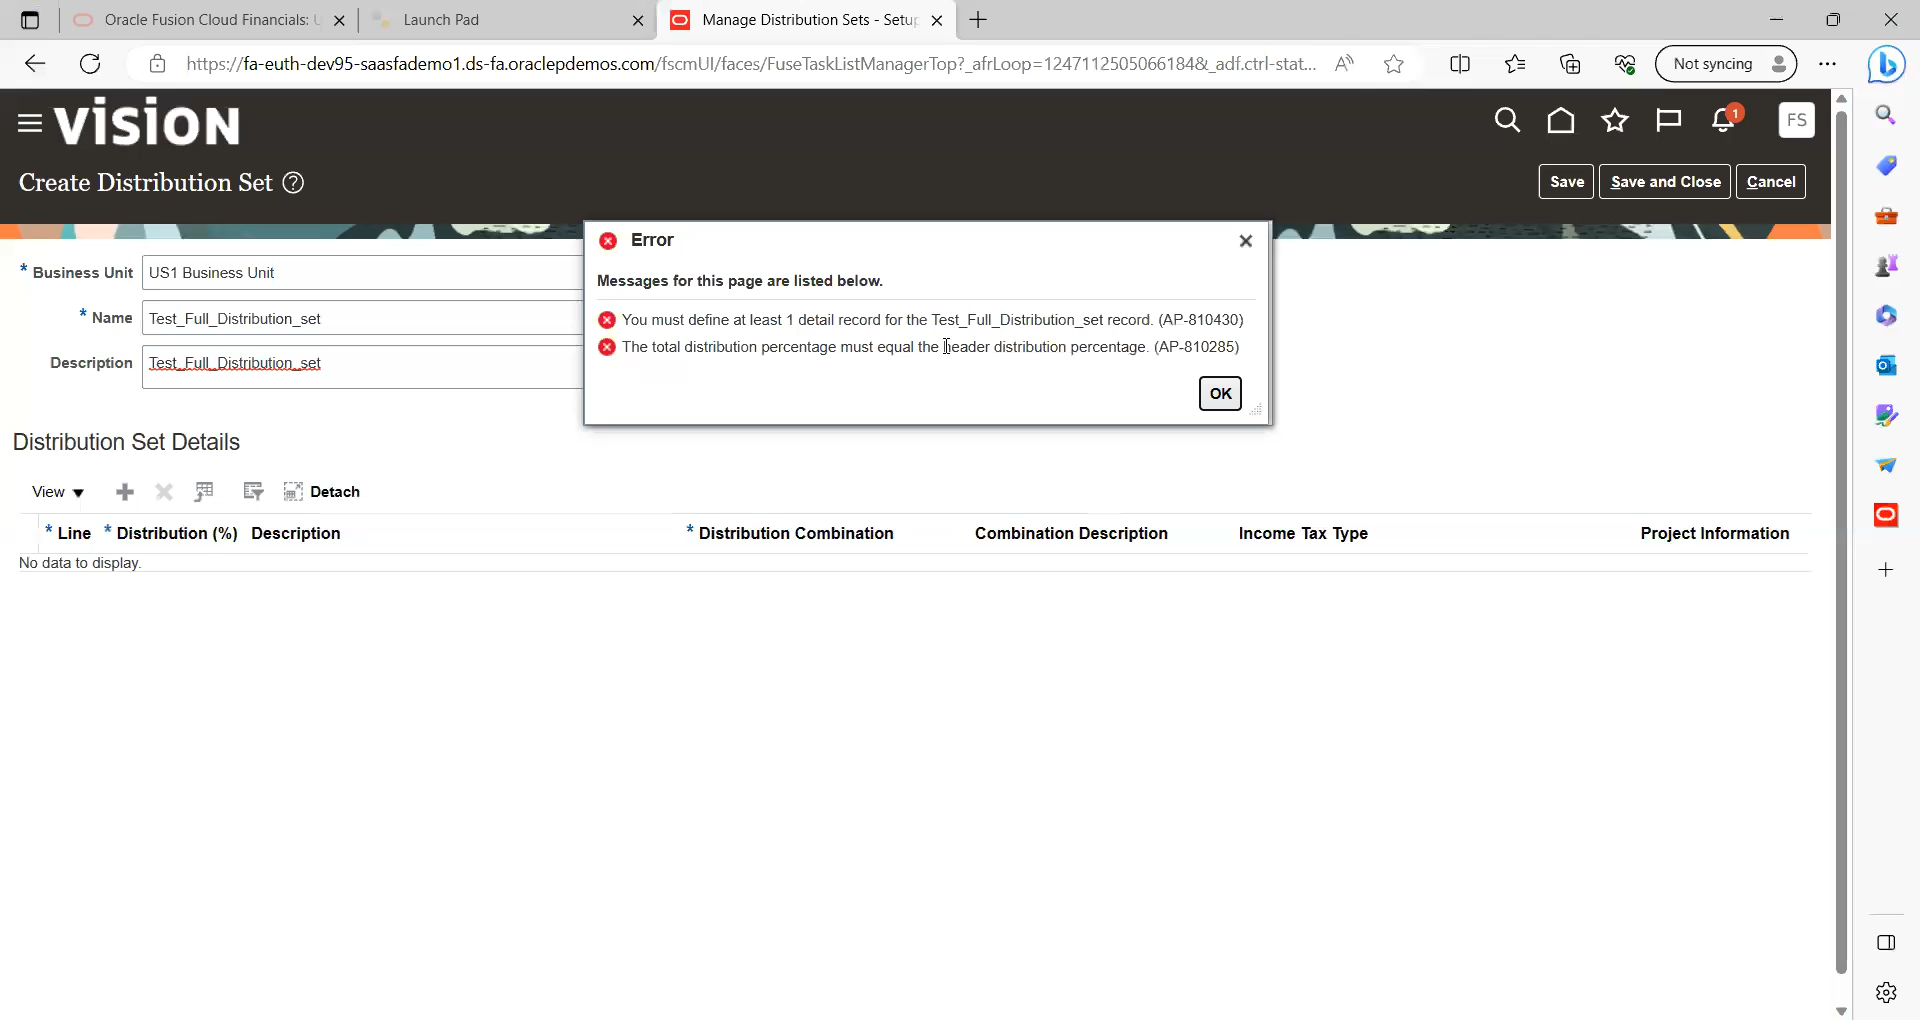 Oracle Fusion Cloud Financials: U
Launch Pad
Manage Distribution Sets - Setup
https://fa-euth-dev95-saasfademo1.ds-fa.oraclepdemos.com/fscmUI/faces/FuseTaskListManagerTop?_afrLoop=12471125050661848&_adf.ctrl-stat...
Not syncing
VISION
1
FS
Create Distribution Set
Save
Save and Close
Cancel
Error
Messages for this page are listed below.
You must define at least 1 detail record for the Test_Full_Distribution_set record. (AP-810430)
The total distribution percentage must equal the header distribution percentage. (AP-810285)
OK
* Business Unit US1 Business Unit
* Name Test_Full_Distribution_set
Description Test_Full_Distribution_set
Distribution Set Details
View Detach
* Line * Distribution (%) Description * Distribution Combination Combination Description Income Tax Type Project Information
No data to display.